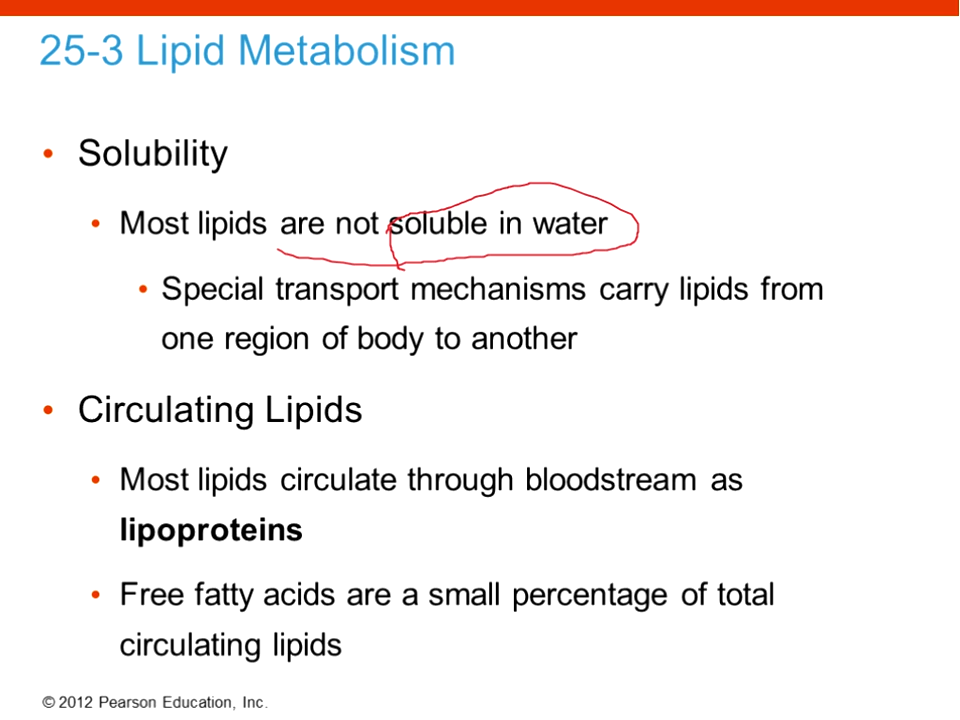 25-3 Lipid Metabolism
• Solubility
• Most lipids are not soluble in water
• Special transport mechanisms carry lipids from
one region of body to another
• Circulating Lipids
• Most lipids circulate through bloodstream as
lipoproteins
• Free fatty acids are a small percentage of total
circulating lipids
© 2012 Pearson Education, Inc.